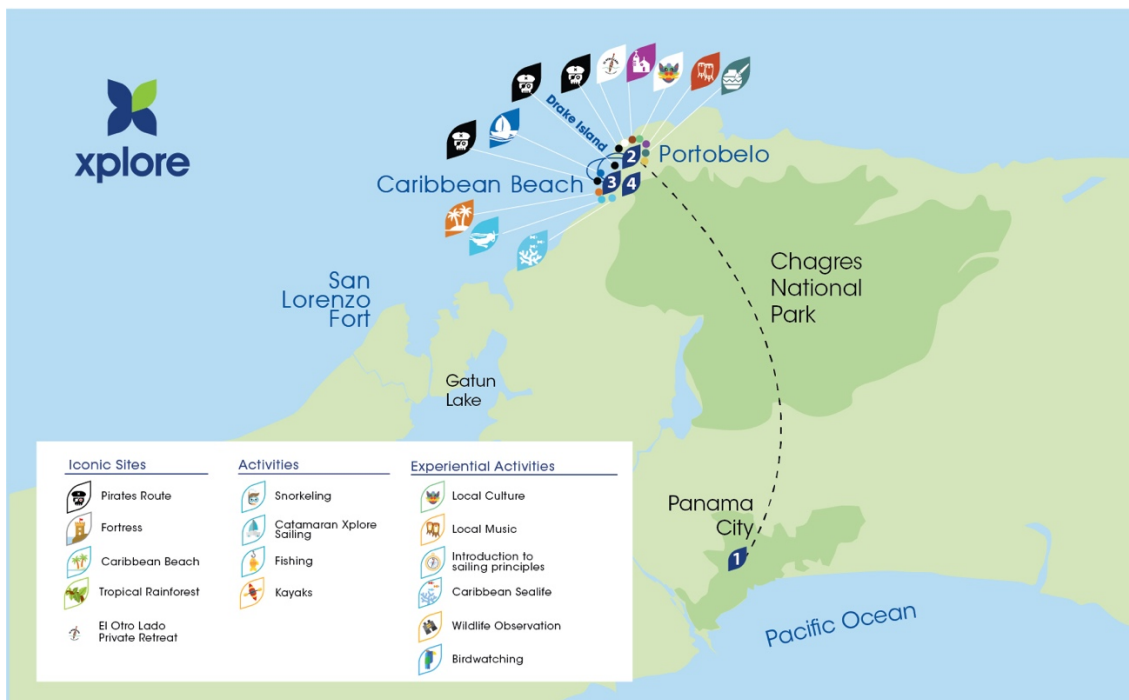 xplore
Drake Island
2
Portobelo
Caribbean Beach
3
4
San
Lorenzo
Fort
Chagres
National
Park
Gatun
Lake
Panama
City
1
Pacific Ocean
Iconic Sites
Pirates Route
Fortress
Caribbean Beach
Tropical Rainforest
El Otro Lado
Private Retreat
Activities
Snorkeling
Catamaran Xplore
Sailing
Fishing
Kayaks
Experiential Activities
Local Culture
Local Music
Introduction to
sailing principles
Caribbean Sealife
Wildlife Observation
Birdwatching